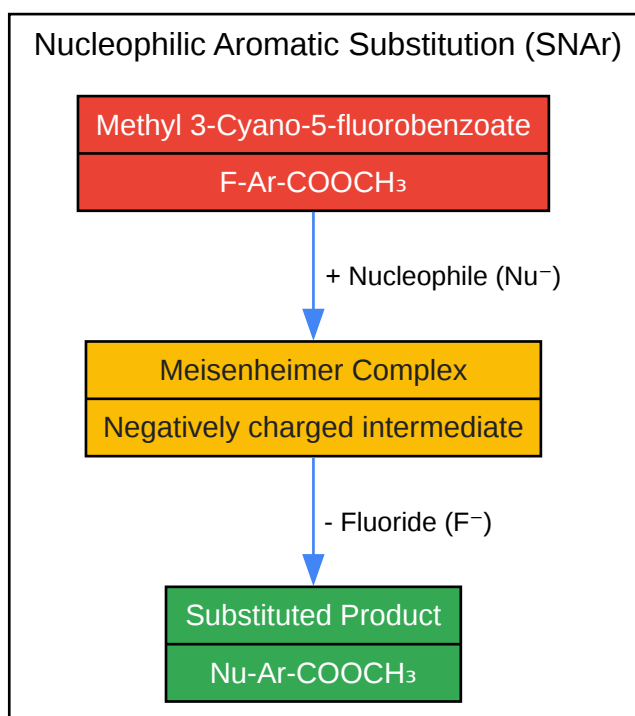 Nucleophilic Aromatic Substitution (SNAr)
Methyl 3-Cyano-5-fluorobenzoate
F-Ar-COOCH₃
+ Nucleophile (Nu⁻)
Meisenheimer Complex
Negatively charged intermediate
- Fluoride (F⁻)
Substituted Product
Nu-Ar-COOCH₃